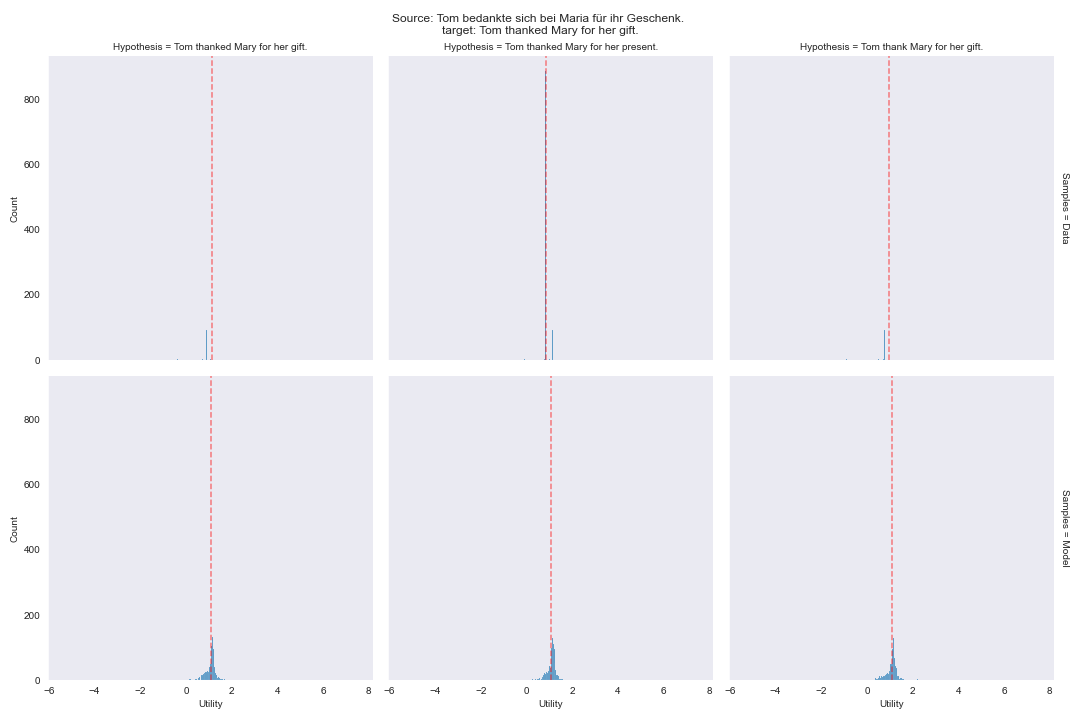 Source: Tom bedankte sich bei Maria für ihr Geschenk.
target: Tom thanked Mary for her gift.
Hypothesis = Tom thanked Mary for her gift.
Hypothesis = Tom thanked Mary for her present.
Hypothesis = Tom thank Mary for her gift.
800
600
400
200
0
Count
Samples = Data
800
600
400
200
0
Count
Samples = Model
−6 −4 −2 0 2 4 6 8
−6 −4 −2 0 2 4 6 8
−6 −4 −2 0 2 4 6 8
Utility
Utility
Utility